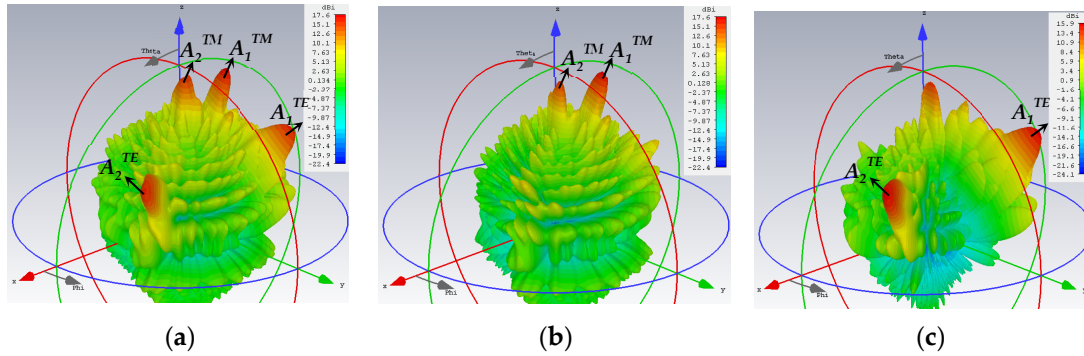 z
Theta
A₂ᵀᴹ
A₁ᵀᴹ
A₁ᵀᴱ
A₂ᵀᴱ
x
Phi
y
dBi
17.6
15.1
12.6
10.1
7.63
5.13
2.63
0.134
-2.37
-4.87
-7.37
-9.87
-12.4
-14.9
-17.4
-19.9
-22.4
(a)
z
Theta
A₂ᵀᴹ
A₁ᵀᴹ
x
Phi
y
dBi
17.6
15.1
12.6
10.1
7.63
5.13
2.63
0.128
-2.37
-4.87
-7.37
-9.87
-12.4
-14.9
-17.4
-19.9
-22.4
(b)
z
Theta
A₁ᵀᴱ
A₂ᵀᴱ
x
Phi
dBi
15.9
13.4
10.9
8.4
5.9
3.4
0.9
-1.6
-4.1
-6.6
-9.1
-11.6
-14.1
-16.6
-19.1
-21.6
-24.1
(c)